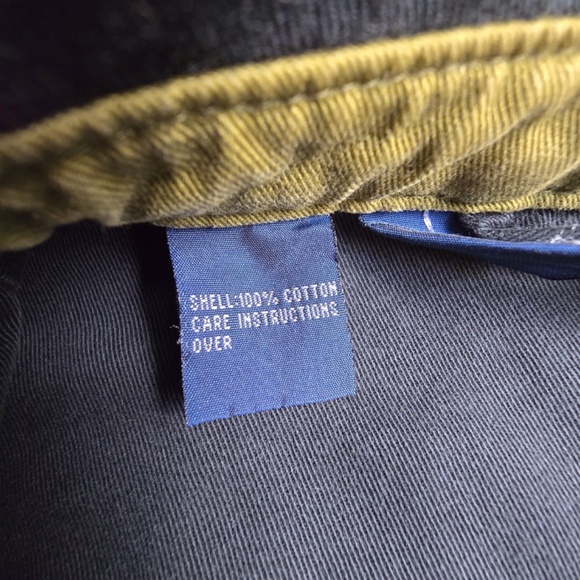 SHELL:100% COTTON
CARE INSTRUCTIONS
OVER